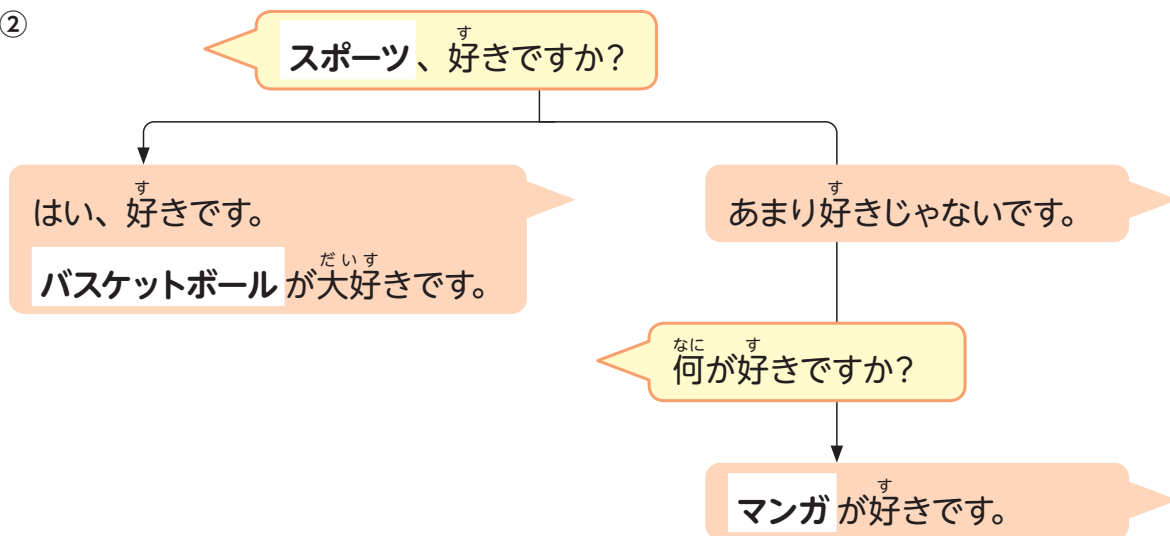 ②
スポーツ、好きですか?
はい、好きです。
バスケットボールが大好きです。
あまり好きじゃないです。
何が好きですか?
マンガが好きです。